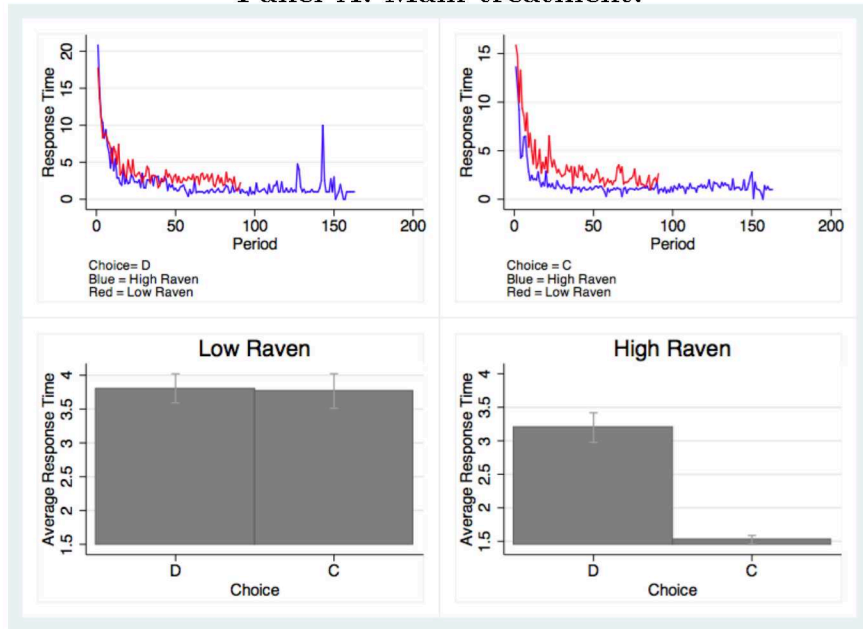 Panel A: Main treatment.
Response Time
20
15
10
5
0
0 50 100 150 200
Period
Choice= D
Blue = High Raven
Red = Low Raven
Response Time
15
10
5
0
0 50 100 150 200
Period
Choice = C
Blue = High Raven
Red = Low Raven
Low Raven
Average Response Time
4
3.5
3
2.5
2
1.5
D C
Choice
High Raven
Average Response Time
4
3.5
3
2.5
2
1.5
D C
Choice